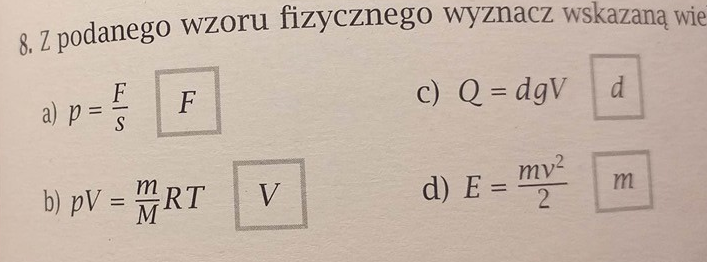 8. Z podanego wzoru fizycznego wyznacz wskazaną
a) p = F/s F
c) Q = dgV d
b) pV = m/M RT V
d) E = mv²/2 m